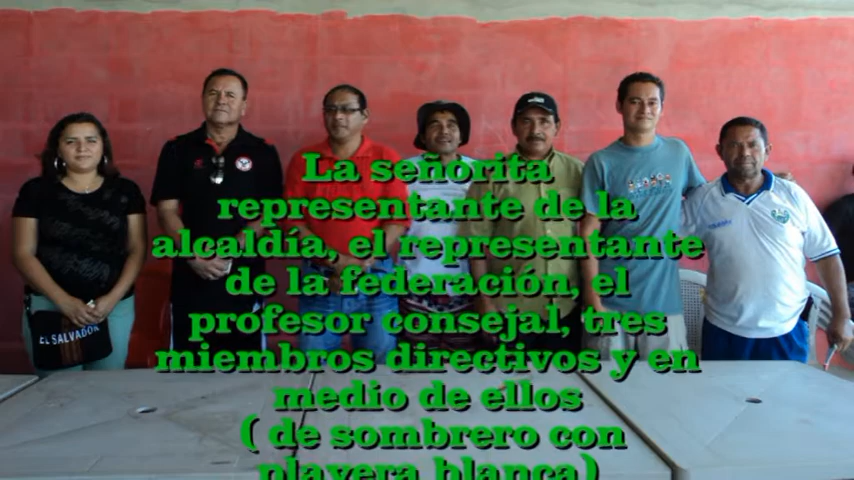 La señorita
representante de la
alcaldía, el representante
de la federación, el
profesor consejal, tres
miembros directivos y en
medio de ellos
( de sombrero con
playera blanca)
EL SALVADOR